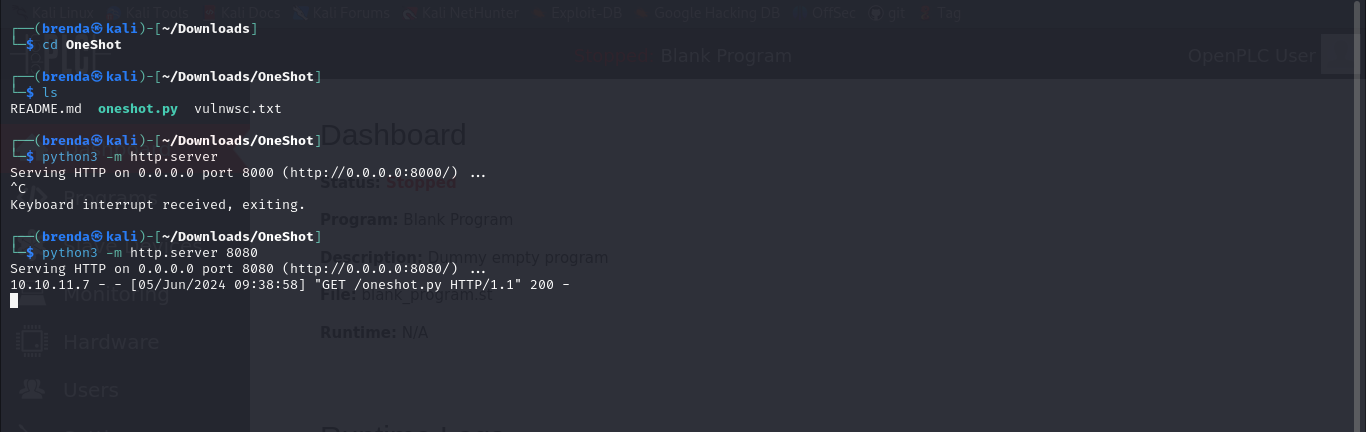 Kali Linux Kali Tools Kali Docs Kali Forums Kali NetHunter Exploit-DB Google Hacking DB OffSec git Tag
┌──(brenda㉿kali)-[~/Downloads]
└─$ cd OneShot
Blank Program OpenPLC User
┌──(brenda㉿kali)-[~/Downloads/OneShot]
└─$ ls
README.md oneshot.py vulnwsc.txt
Dashboard
┌──(brenda㉿kali)-[~/Downloads/OneShot]
└─$ python3 -m http.server
Serving HTTP on 0.0.0.0 port 8000 (http://0.0.0.0:8000/) ...
Status: Stopped
^C
Keyboard interrupt received, exiting.
Program: Blank Program
┌──(brenda㉿kali)-[~/Downloads/OneShot]
└─$ python3 -m http.server 8080
Description: Dummy empty program
Serving HTTP on 0.0.0.0 port 8080 (http://0.0.0.0:8080/) ...
10.10.11.7 - - [05/Jun/2024 09:38:58] "GET /oneshot.py HTTP/1.1" 200 -
Monitoring
File: blank_program.st
Runtime: N/A
Hardware
Users